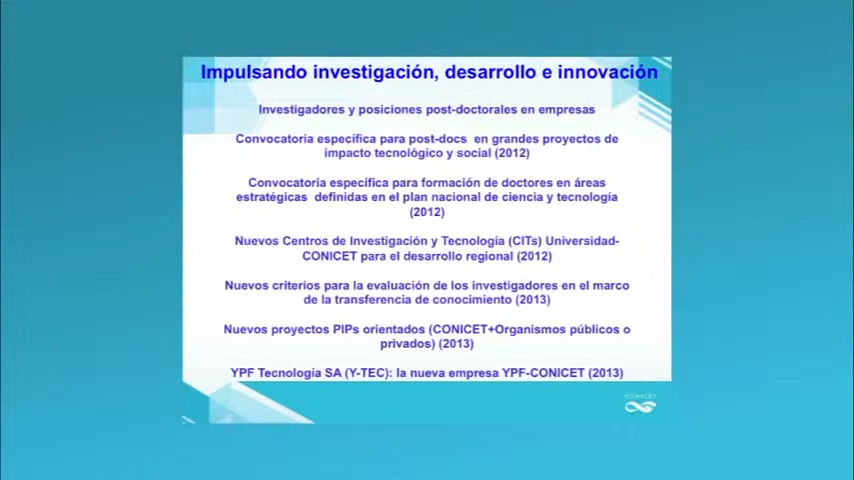 Impulsando investigación, desarrollo e innovación
Investigadores y posiciones post-doctorales en empresas
Convocatoria específica para post-docs en grandes proyectos de
impacto tecnológico y social (2012)
Convocatoria específica para formación de doctores en áreas
estratégicas definidas en el plan nacional de ciencia y tecnología
(2012)
Nuevos Centros de Investigación y Tecnología (CITs) Universidad-
CONICET para el desarrollo regional (2012)
Nuevos criterios para la evaluación de los investigadores en el marco
de la transferencia de conocimiento (2013)
Nuevos proyectos PIPs orientados (CONICET+Organismos públicos o
privados) (2013)
YPF Tecnología SA (Y-TEC): la nueva empresa YPF-CONICET (2013)
CONICET